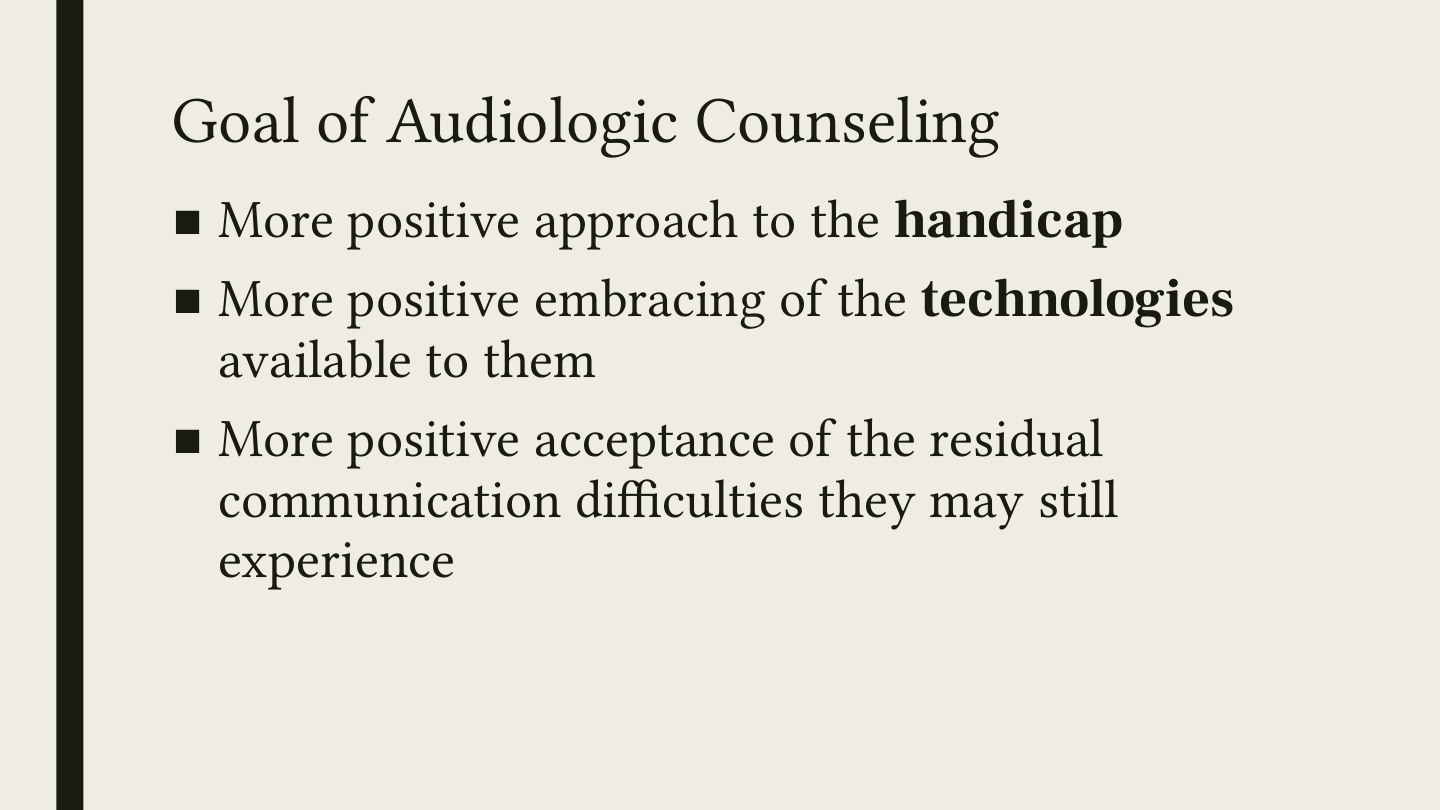 Goal of Audiologic Counseling
■ More positive approach to the handicap
■ More positive embracing of the technologies
available to them
■ More positive acceptance of the residual
communication difficulties they may still
experience